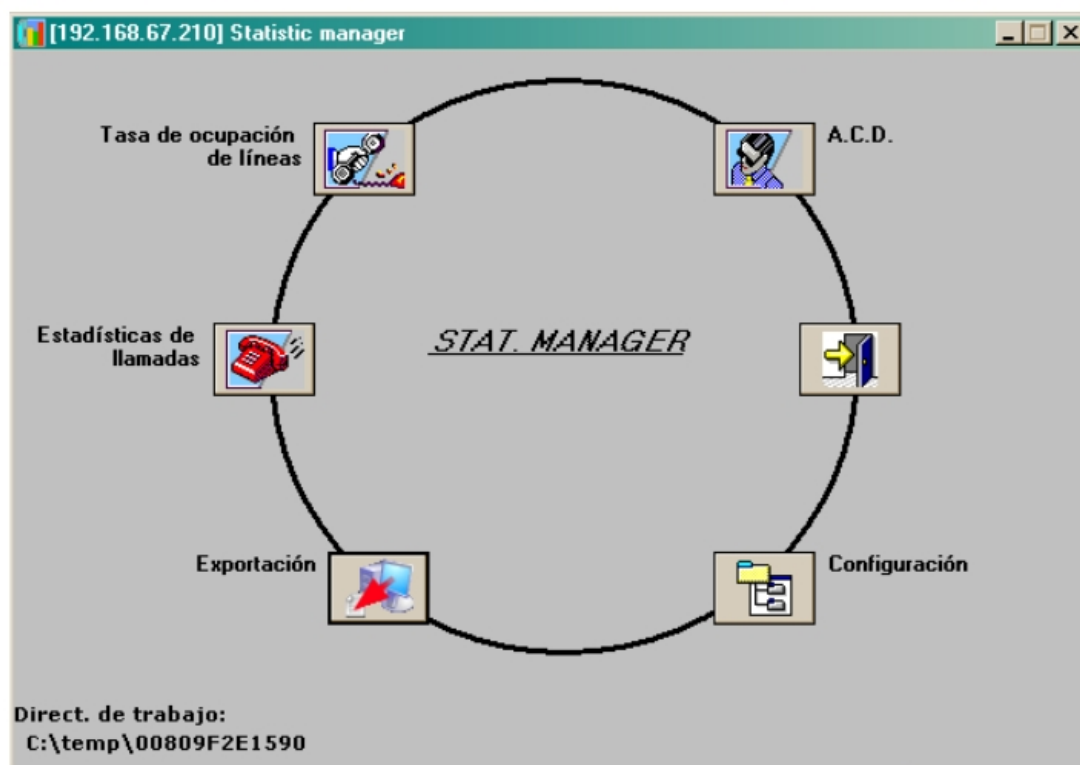 [192.168.67.210] Statistic manager
Tasa de ocupación
de líneas
A.C.D.
Estadísticas de
llamadas
STAT. MANAGER
Exportación
Configuración
Direct. de trabajo:
C:\temp\00809F2E1590